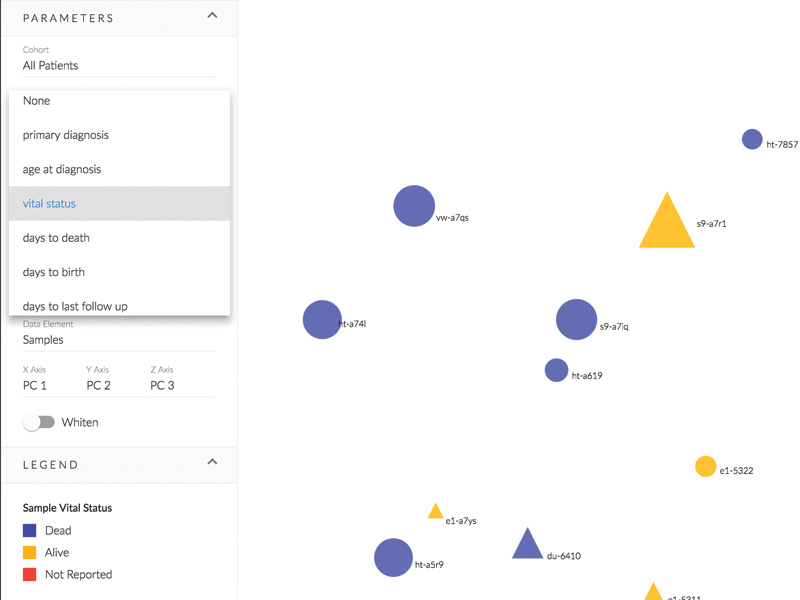 PARAMETERS
Cohort
All Patients
None
primary diagnosis
age at diagnosis
vital status
days to death
days to birth
days to last follow up
Data Element
Samples
X Axis
Y Axis
Z Axis
PC 1
PC 2
PC 3
Whiten
LEGEND
Sample Vital Status
Dead
Alive
Not Reported
ht-7857
vw-a7qs
s9-a7r1
ht-a74l
s9-a7iq
ht-a619
e1-5322
e1-a7ys
du-6410
ht-a5r9
e1-5311